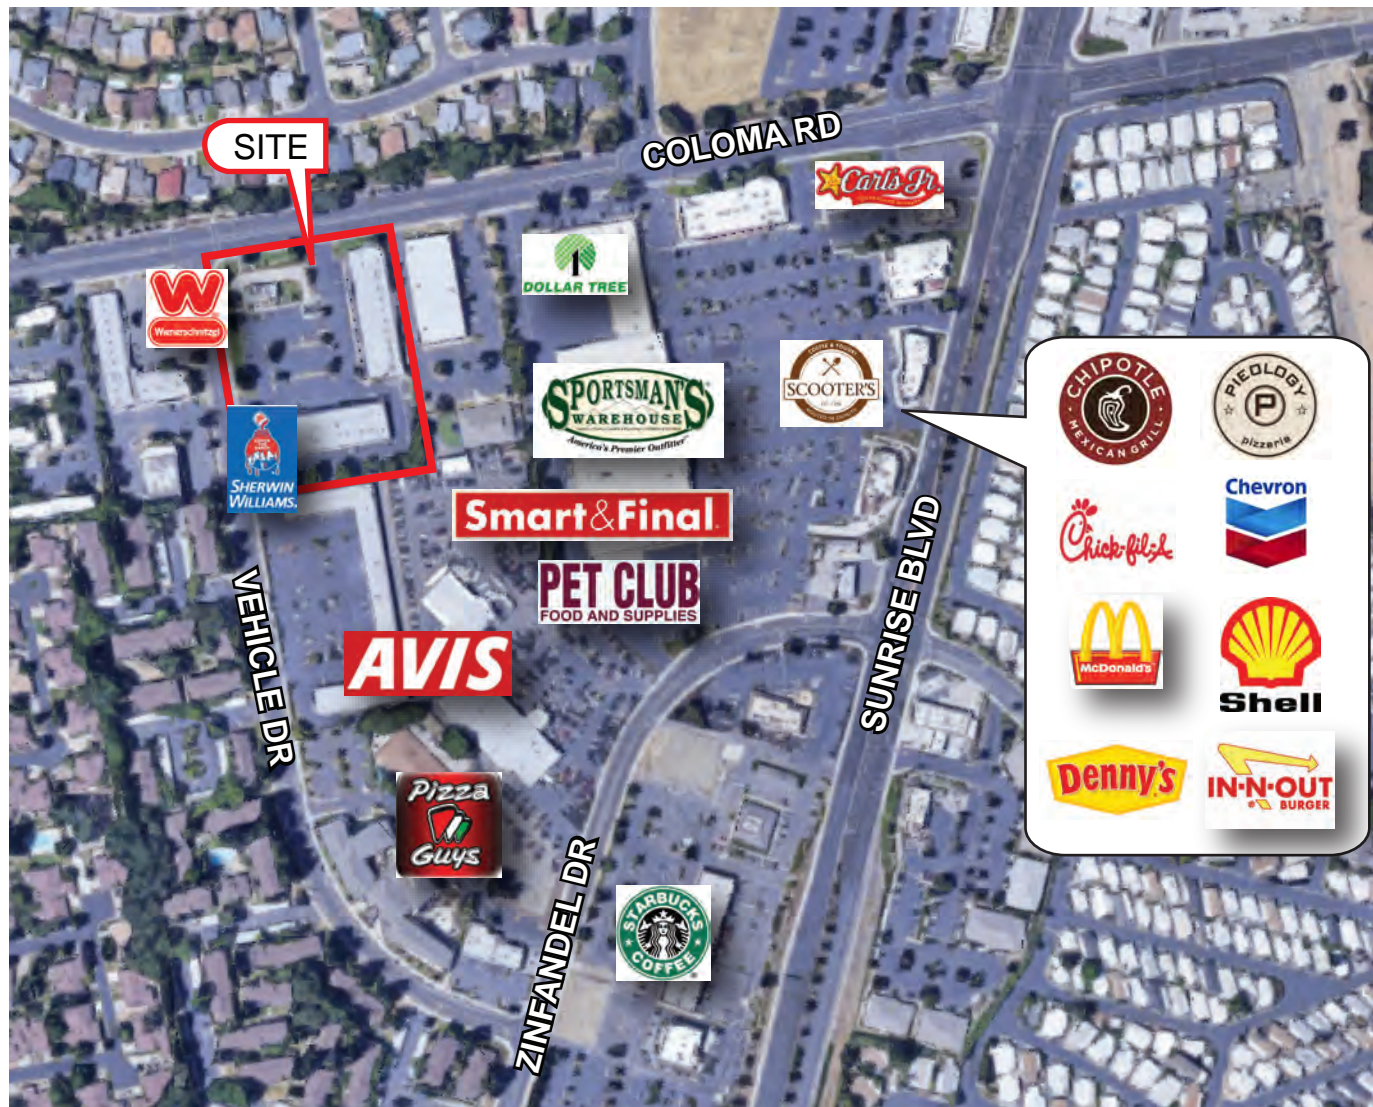 COLOMA RD
SITE
Carl's Jr.
DOLLAR TREE
W
Wienerschnitzel
COFFEE & YOGURT
SCOOTER'S
SPORTSMAN'S
WAREHOUSE
America's Premier Outfitter
CHIPOTLE
MEXICAN GRILL
PIEOLOGY
P
pizzeria
SHERWIN
WILLIAMS.
Smart&Final
Chick-fil-A
Chevron
PET CLUB
FOOD AND SUPPLIES
VEHICLE DR
SUNRISE BLVD
AVIS
McDonald's
Shell
Denny's
IN-N-OUT
BURGER
Pizza
Guys
ZINFANDEL DR
STARBUCKS
COFFEE